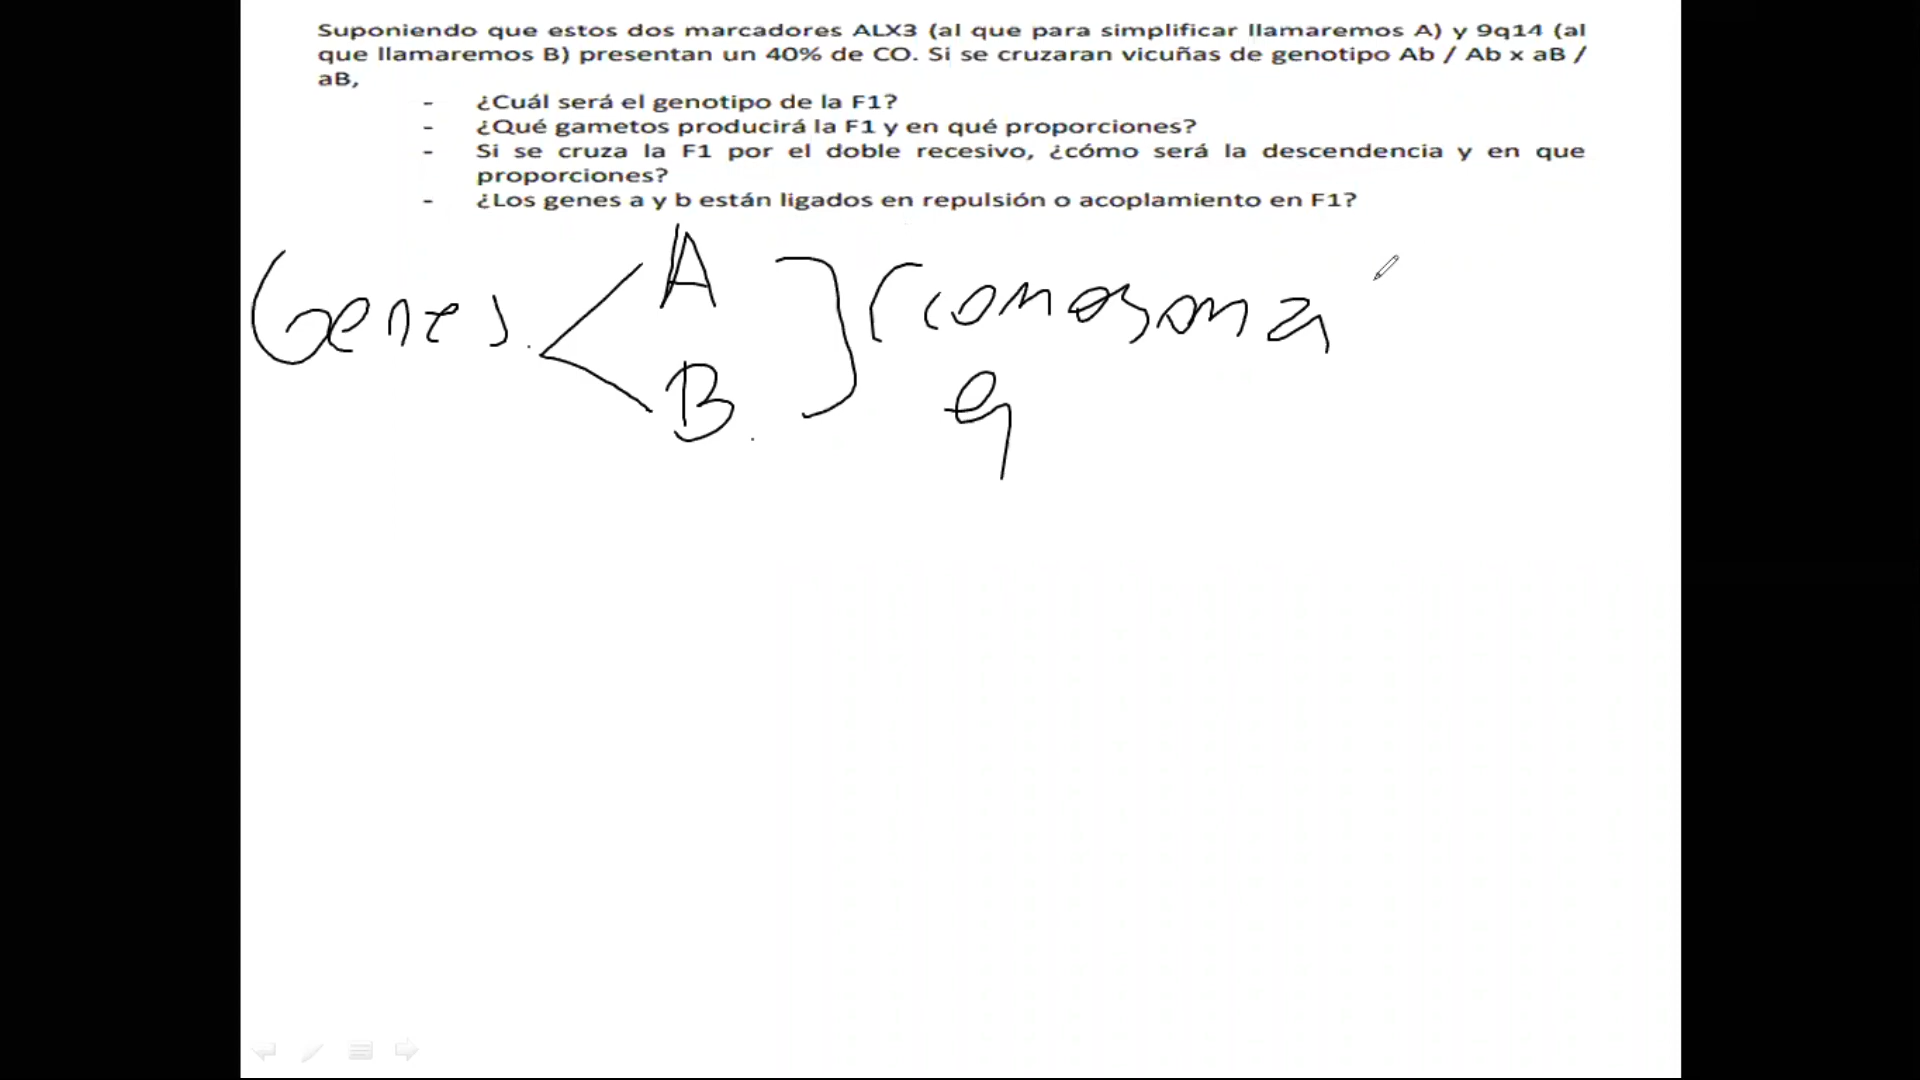 Suponiendo que estos dos marcadores ALX3 (al que para simplificar llamaremos A) y 9q14 (al
que llamaremos B) presentan un 40% de CO. Si se cruzaran vicuñas de genotipo Ab / Ab x aB /
aB,
- ¿Cuál será el genotipo de la F1?
- ¿Qué gametos producirá la F1 y en qué proporciones?
- Si se cruza la F1 por el doble recesivo, ¿cómo será la descendencia y en que
proporciones?
- ¿Los genes a y b están ligados en repulsión o acoplamiento en F1?
A
Genes
B